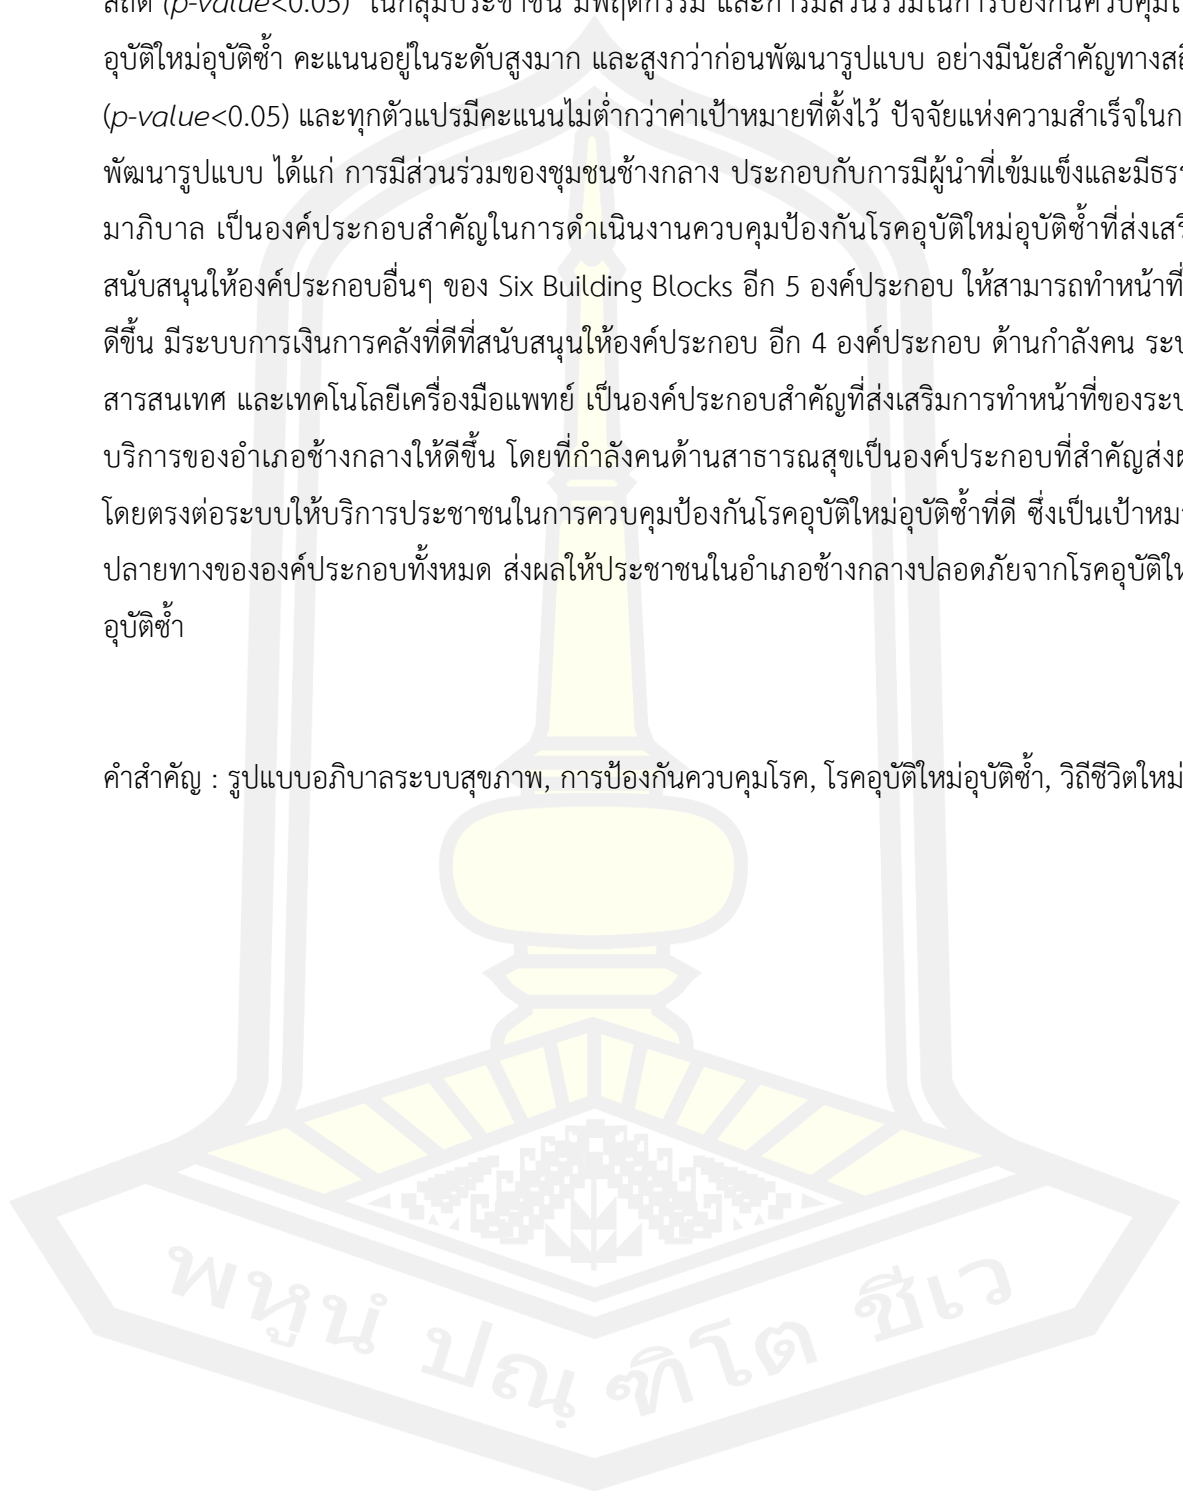 สถิติ (p-value<0.05) ในกลุ่มประชาชน มีพฤติกรรม และการมีส่วนร่วมในการป้องกันควบคุม
อุบัติใหม่อุบัติซ้ำ คะแนนอยู่ในระดับสูงมาก และสูงกว่าก่อนพัฒนารูปแบบ อย่างมีนัยสำคัญทาง
(p-value<0.05) และทุกตัวแปรมีคะแนนไม่ต่ำกว่าค่าเป้าหมายที่ตั้งไว้ ปัจจัยแห่งความสำเร็จใน
พัฒนารูปแบบ ได้แก่ การมีส่วนร่วมของชุมชนช้างกลาง ประกอบกับการมีผู้นำที่เข้มแข็งและมีธรร
มาภิบาล เป็นองค์ประกอบสำคัญในการดำเนินงานควบคุมป้องกันโรคอุบัติใหม่อุบัติซ้ำที่ส่งเสริ
สนับสนุนให้องค์ประกอบอื่นๆ ของ Six Building Blocks อีก 5 องค์ประกอบ ให้สามารถทำหน้าที่
ดีขึ้น มีระบบการเงินการคลังที่ดีที่สนับสนุนให้องค์ประกอบ อีก 4 องค์ประกอบ ด้านกำลังคน ระบ
สารสนเทศ และเทคโนโลยีเครื่องมือแพทย์ เป็นองค์ประกอบสำคัญที่ส่งเสริมการทำหน้าที่ของระบ
บริการของอำเภอช้างกลางให้ดีขึ้น โดยที่กำลังคนด้านสาธารณสุขเป็นองค์ประกอบที่สำคัญส่งผ
โดยตรงต่อระบบให้บริการประชาชนในการควบคุมป้องกันโรคอุบัติใหม่อุบัติซ้ำที่ดี ซึ่งเป็นเป้าหมา
ปลายทางขององค์ประกอบทั้งหมด ส่งผลให้ประชาชนในอำเภอช้างกลางปลอดภัยจากโรคอุบัติให
อุบัติซ้ำ
คำสำคัญ : รูปแบบอภิบาลระบบสุขภาพ, การป้องกันควบคุมโรค, โรคอุบัติใหม่อุบัติซ้ำ, วิถีชีวิตใหม่
พหูนํ ปณฺฑิโต ชีเว